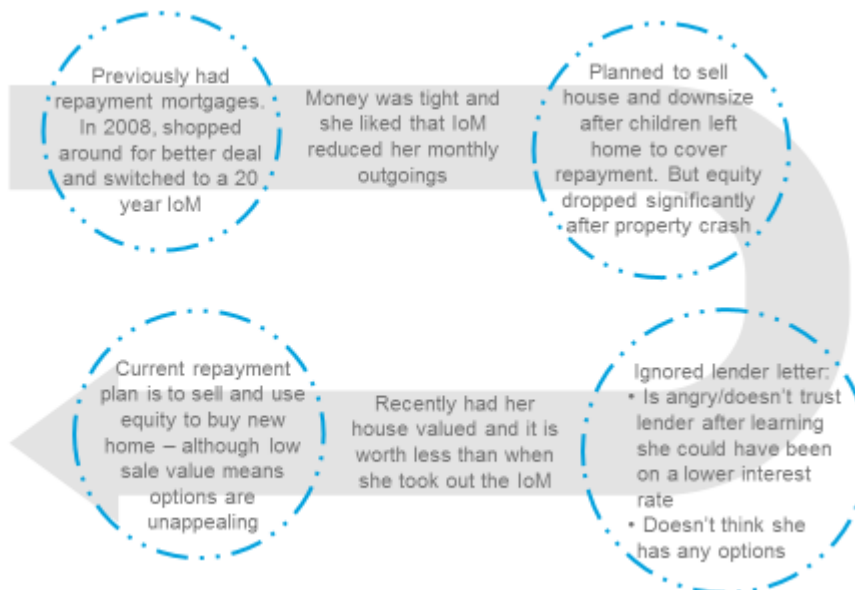 Previously had
repayment mortgages.
In 2008, shopped
around for better deal
and switched to a 20
year IoM
Money was tight and
she liked that IoM
reduced her monthly
outgoings
Planned to sell
house and downsize
after children left
home to cover
repayment. But equity
dropped significantly
after property crash
Ignored lender letter:
• Is angry/doesn't trust
lender after learning
she could have been
on a lower interest
rate
• Doesn't think she
has any options
Recently had her
house valued and it is
worth less than when
she took out the IoM
Current repayment
plan is to sell and use
equity to buy new
home – although low
sale value means
options are
unappealing